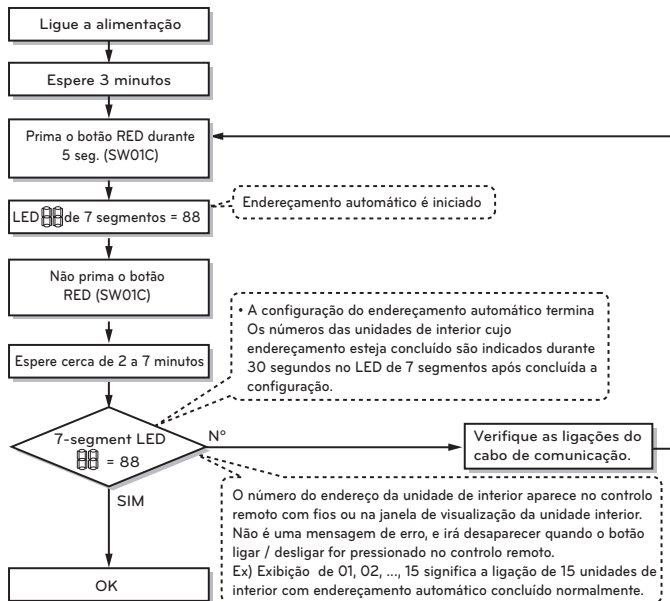 Ligue a alimentação
Espere 3 minutos
Prima o botão RED durante
5 seg. (SW01C)
LED 88 de 7 segmentos = 88
Endereçamento automático é iniciado
Não prima o botão
RED (SW01C)
• A configuração do endereçamento automático termina
Os números das unidades de interior cujo
endereçamento esteja concluído são indicados durante
30 segundos no LED de 7 segmentos após concluída a
configuração.
Espere cerca de 2 a 7 minutos
7-segment LED
88 = 88
Nº
Verifique as ligações do
cabo de comunicação.
SIM
O número do endereço da unidade de interior aparece no controlo
remoto com fios ou na janela de visualização da unidade interior.
Não é uma mensagem de erro, e irá desaparecer quando o botão
ligar / desligar for pressionado no controlo remoto.
Ex) Exibição de 01, 02, ..., 15 significa a ligação de 15 unidades de
interior com endereçamento automático concluído normalmente.
OK